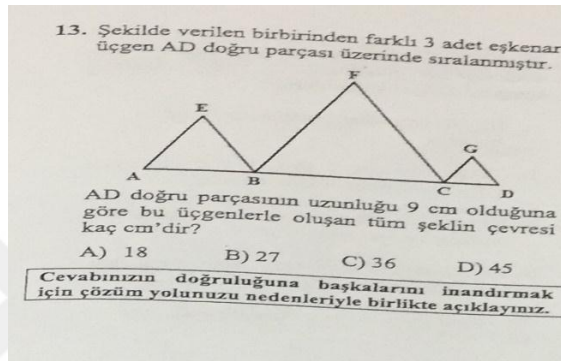 13. Şekilde verilen birbirinden farklı 3 adet eşkenar
üçgen AD doğru parçası üzerinde sıralanmıştır.
F
E
G
A
B
C
D
AD doğru parçasının uzunluğu 9 cm olduğuna
göre bu üçgenlerle oluşan tüm şeklin çevresi
kaç cm'dir?
A) 18 B) 27 C) 36 D) 45
Cevabınızın doğruluğuna başkalarını inandırmak
için çözüm yolunuzu nedenleriyle birlikte açıklayınız.